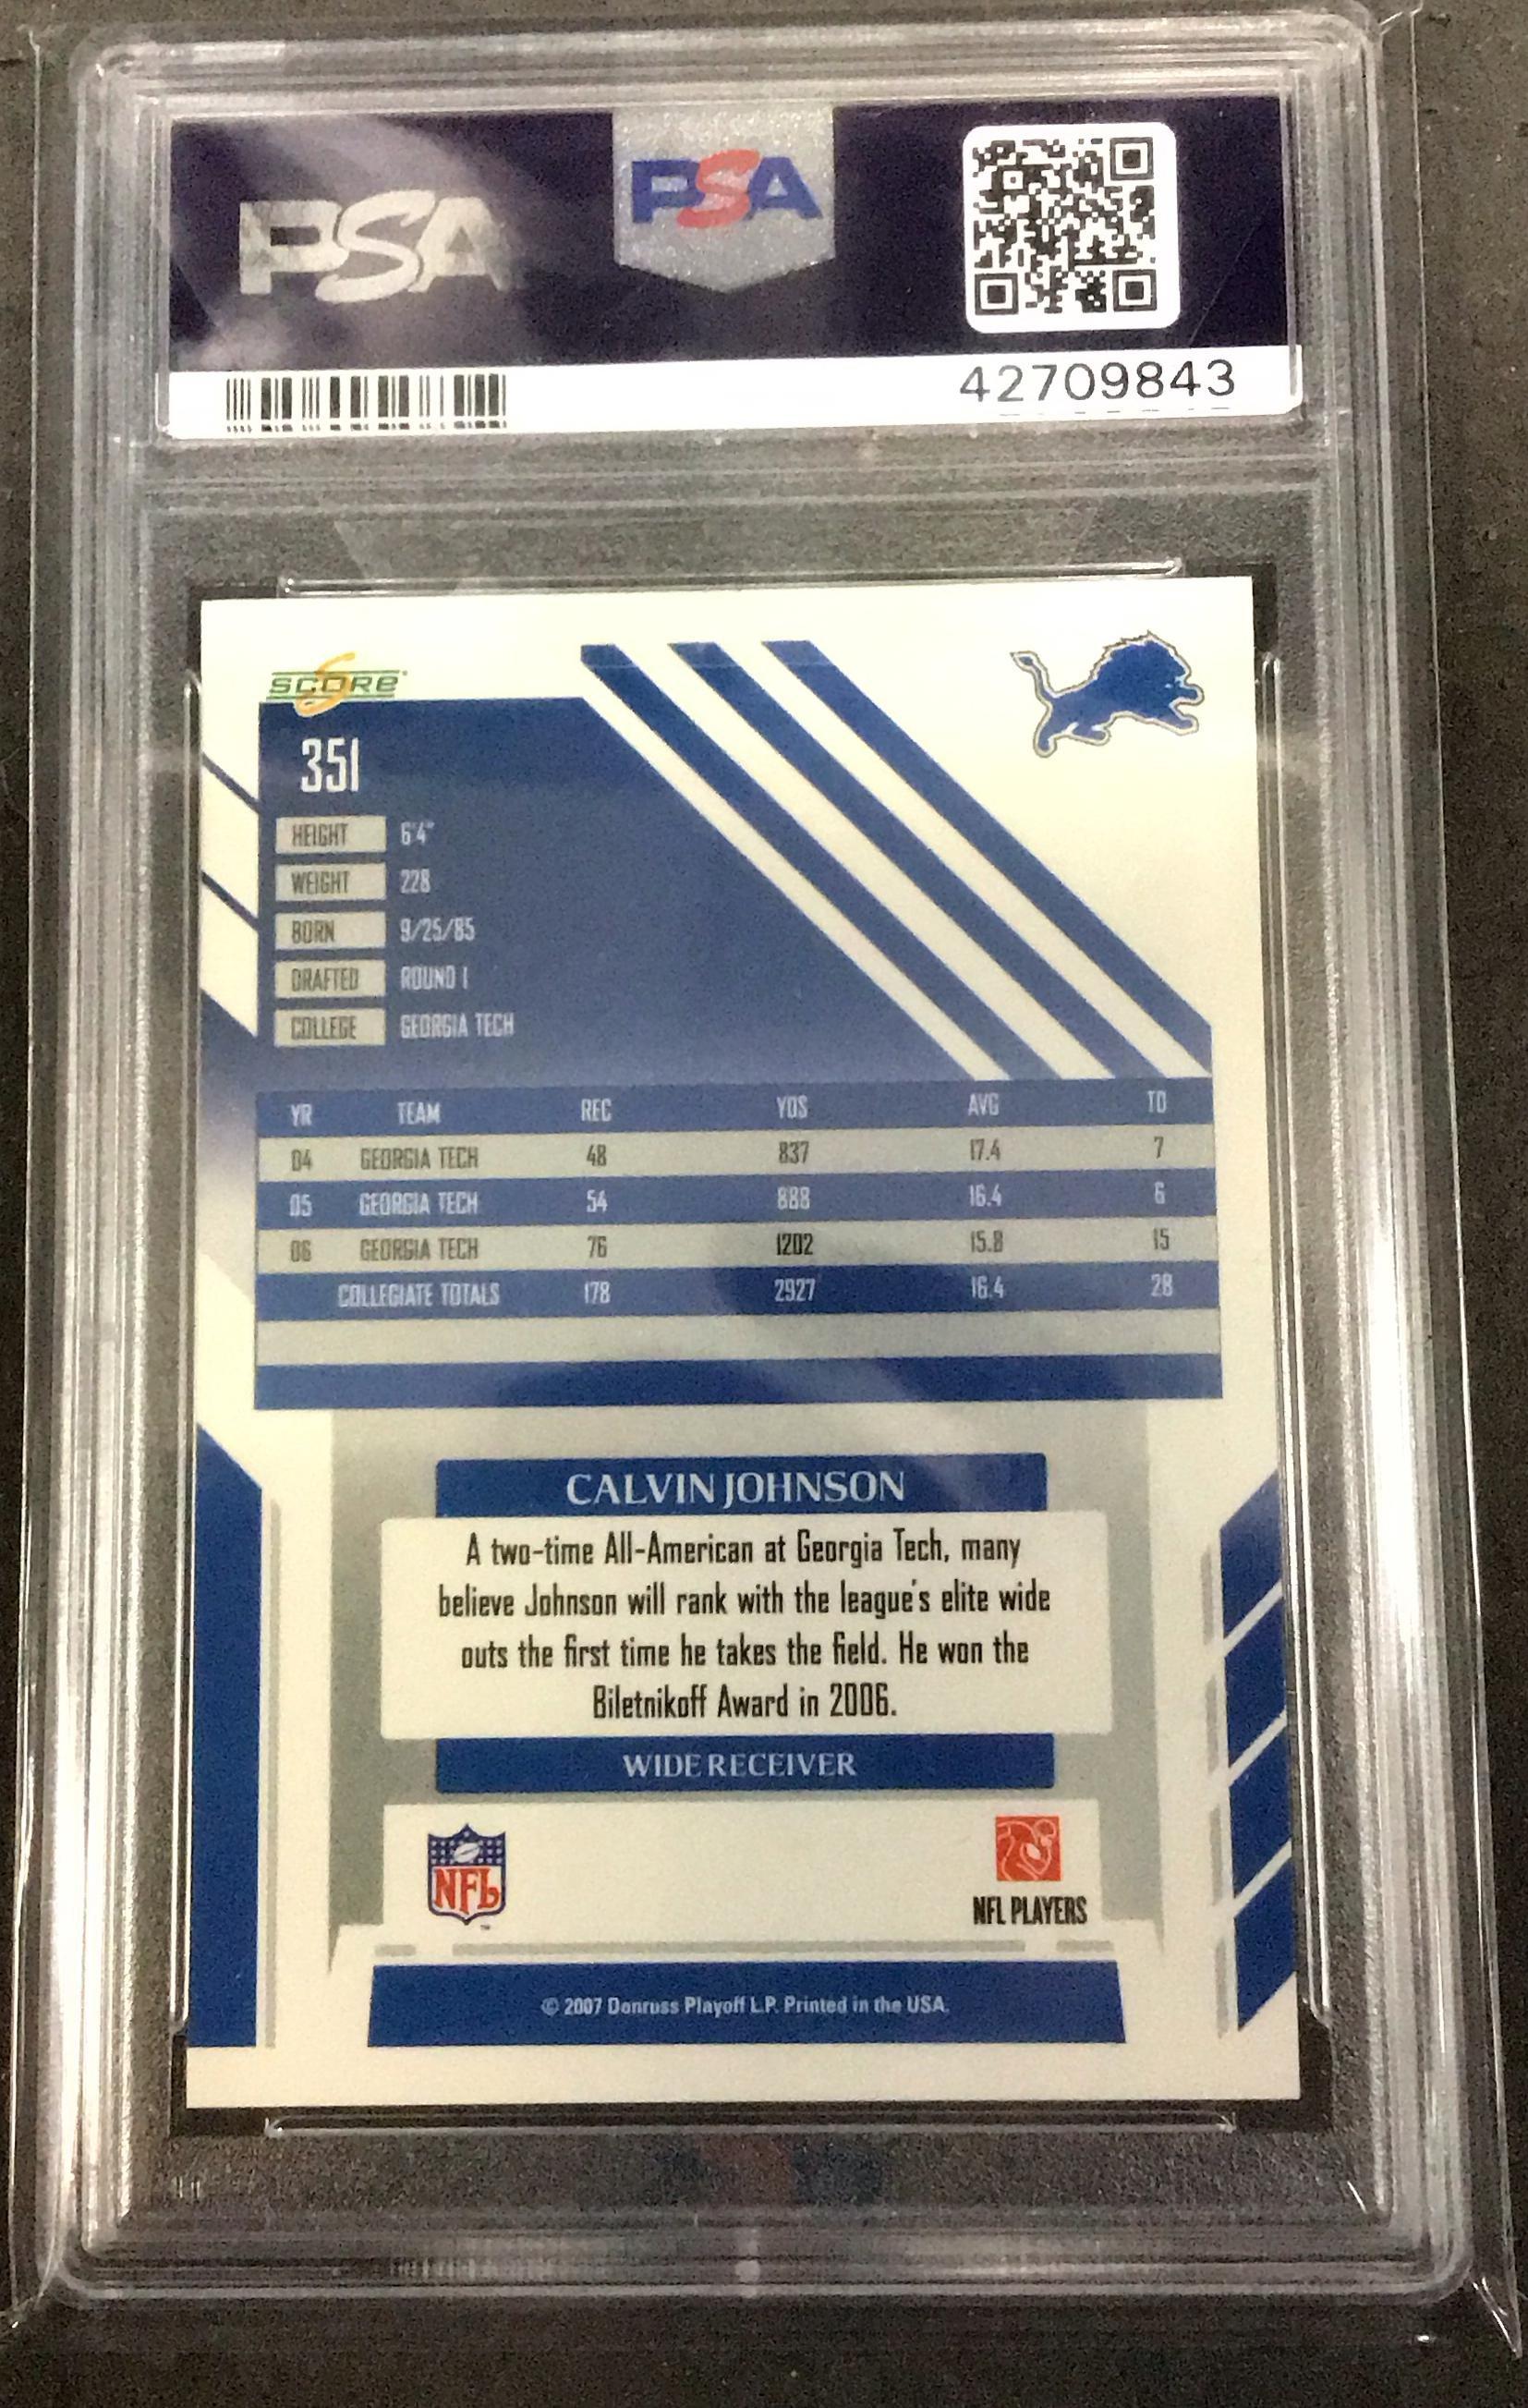 PSA
PSA
42709843
SCORE
351
HEIGHT 6'4"
WEIGHT 228
BORN 9/25/85
DRAFTED ROUND 1
COLLEGE GEORGIA TECH
YR TEAM REC YDS AVG TD
04 GEORGIA TECH 48 837 17.4 7
05 GEORGIA TECH 54 888 16.4 6
06 GEORGIA TECH 76 1202 15.8 15
COLLEGIATE TOTALS 178 2927 16.4 28
CALVIN JOHNSON
A two-time All-American at Georgia Tech, many
believe Johnson will rank with the league's elite wide
outs the first time he takes the field. He won the
Biletnikoff Award in 2006.
WIDE RECEIVER
NFL
NFL PLAYERS
© 2007 Donruss Playoff L.P. Printed in the USA.